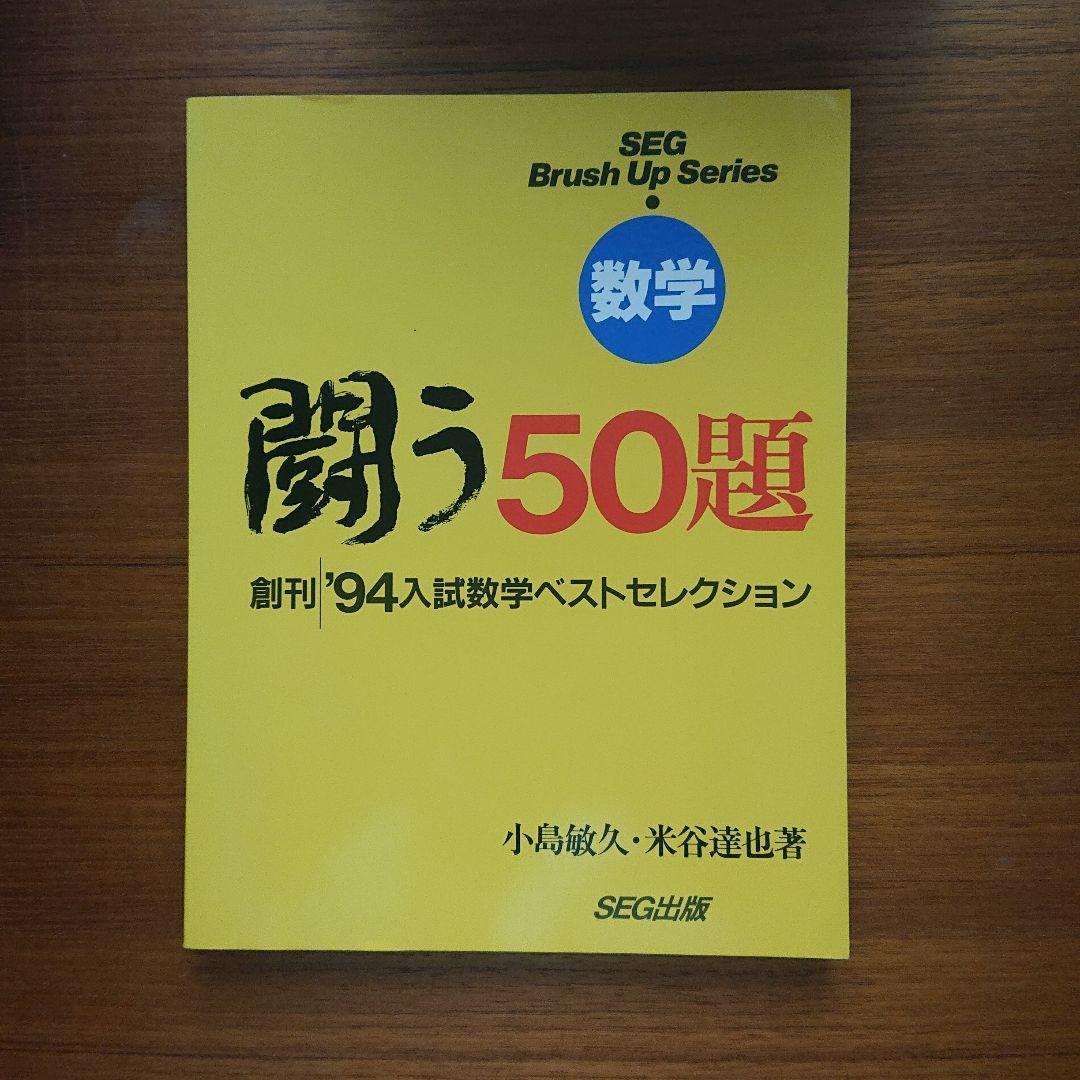 SEG
Brush Up Series
数学
闘う50題
創刊 '94入試数学ベストセレクション
小島敏久・米谷達也著
SEG出版